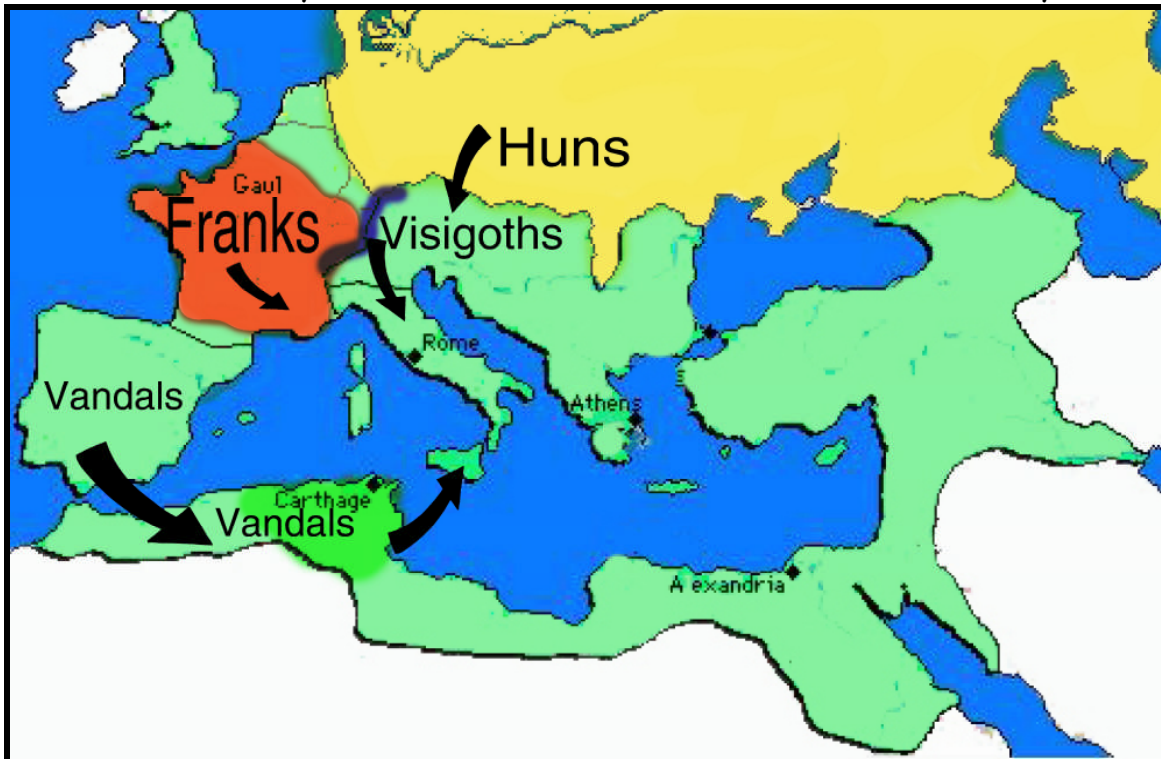 Huns
Gaul
Franks
Visigoths
Rome
Vandals
Athens
Carthage
Vandals
A exandria